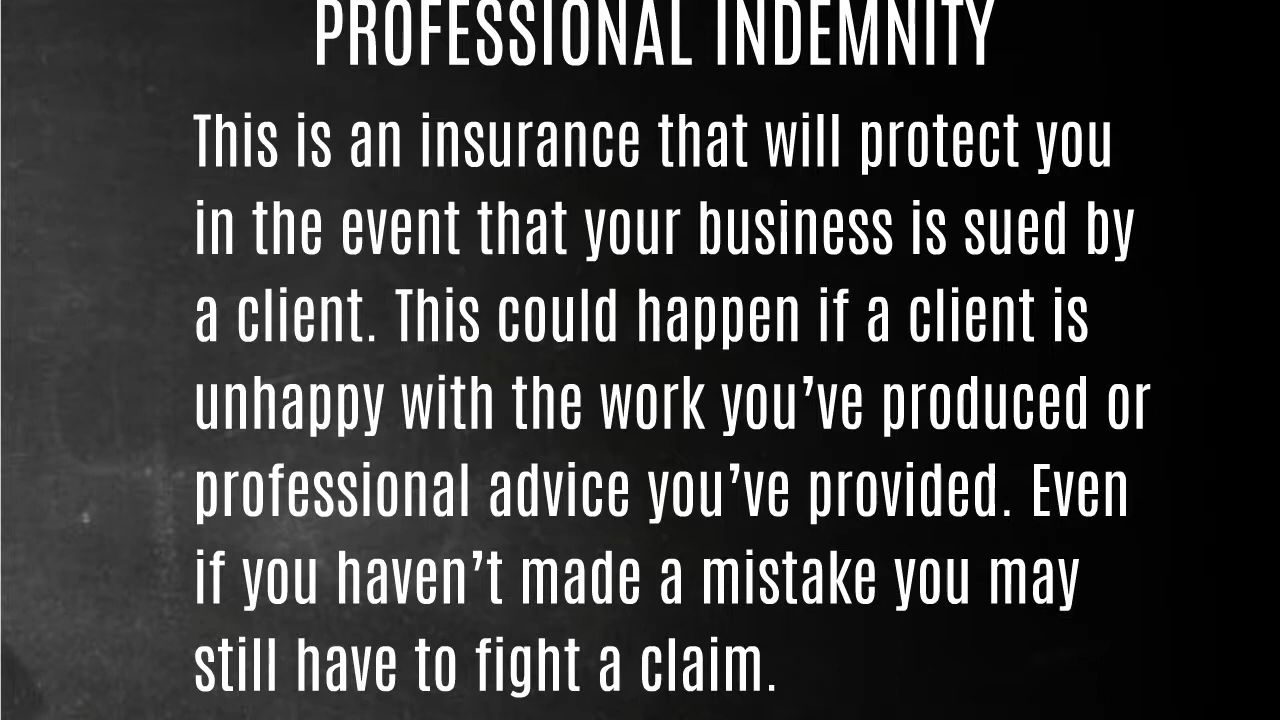 PROFESSIONAL INDEMNITY
This is an insurance that will protect you
in the event that your business is sued by
a client. This could happen if a client is
unhappy with the work you’ve produced or
professional advice you’ve provided. Even
if you haven’t made a mistake you may
still have to fight a claim.